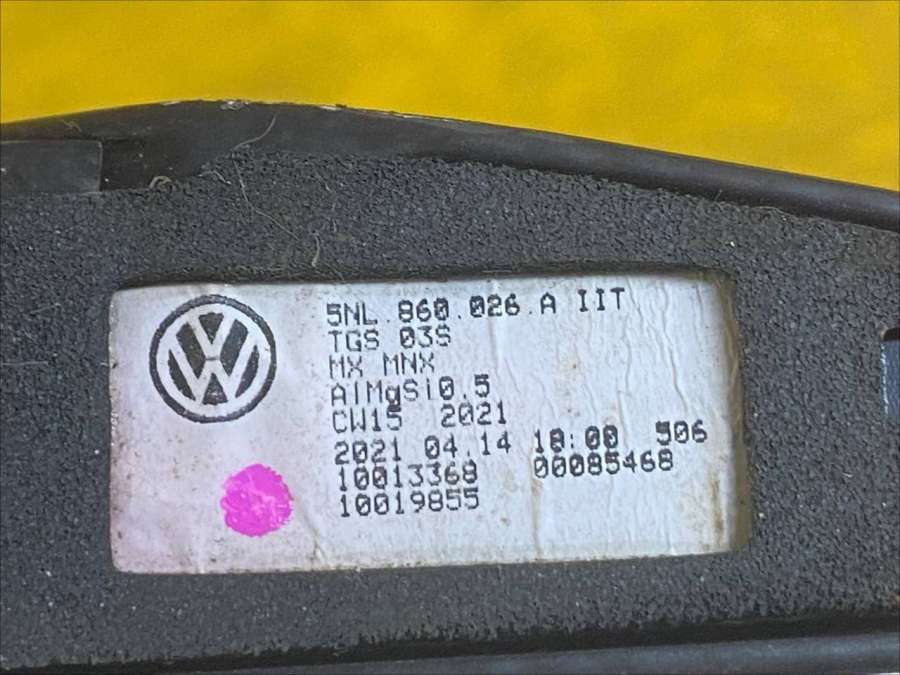 5NL.860.026.A IIT
TGS 03S
MX MNX
AlMgSi0.5
CW15 2021
2021.04.14 18:00 506
10013368 00085468
10019855